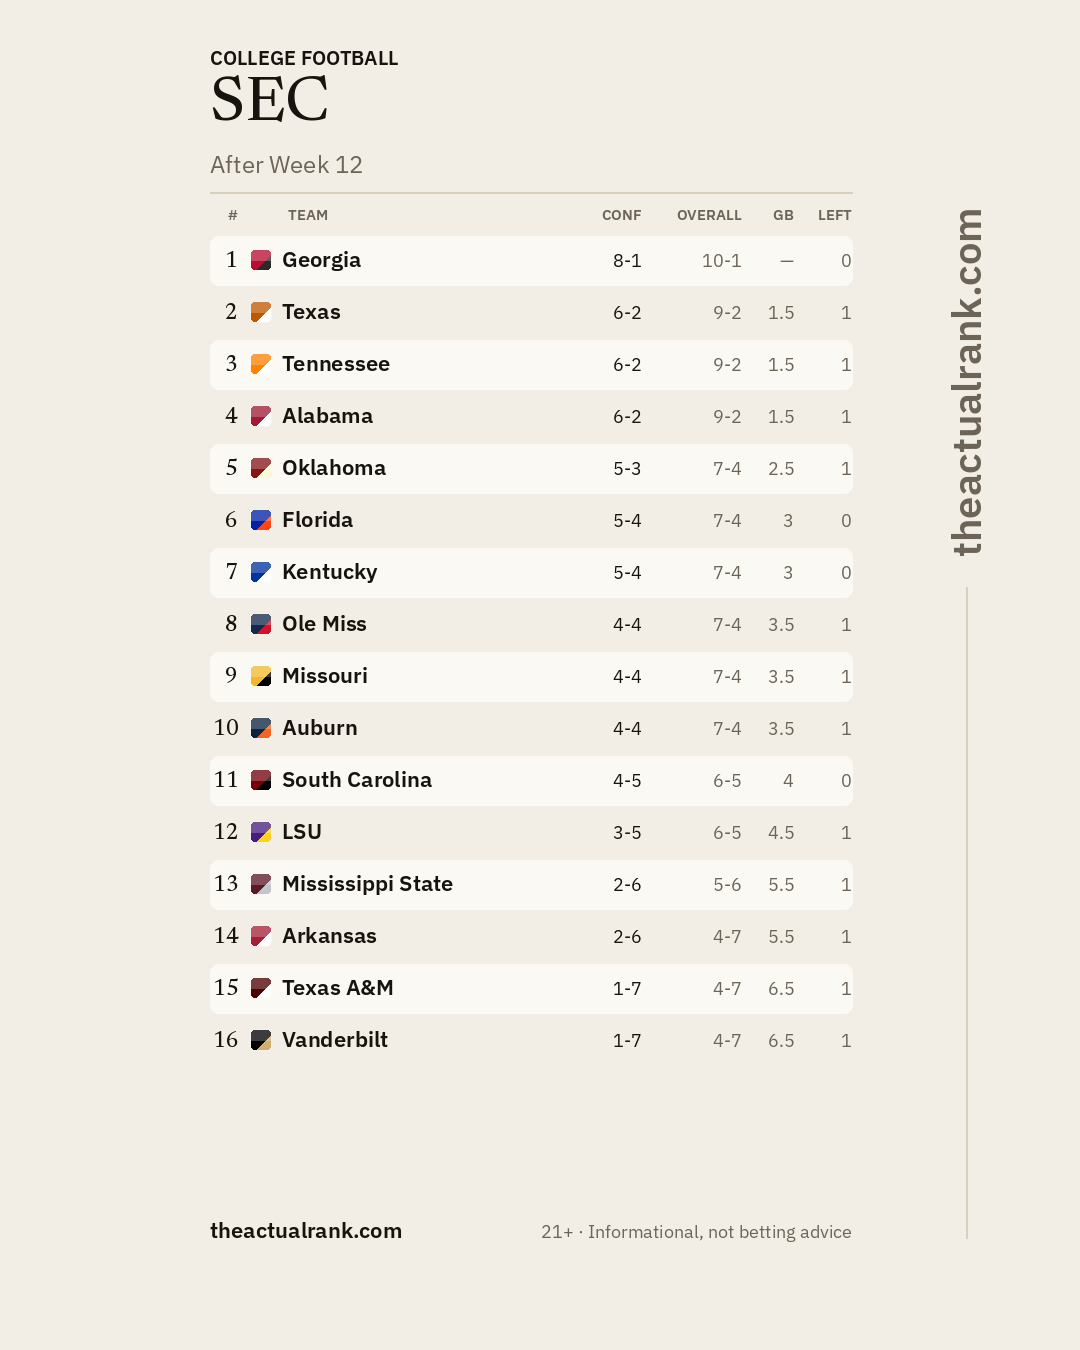 COLLEGE FOOTBALL
SEC
After Week 12
# TEAM CONF OVERALL GB LEFT
1 Georgia 8-1 10-1 — 0
2 Texas 6-2 9-2 1.5 1
3 Tennessee 6-2 9-2 1.5 1
4 Alabama 6-2 9-2 1.5 1
5 Oklahoma 5-3 7-4 2.5 1
6 Florida 5-4 7-4 3 0
7 Kentucky 5-4 7-4 3 0
8 Ole Miss 4-4 7-4 3.5 1
9 Missouri 4-4 7-4 3.5 1
10 Auburn 4-4 7-4 3.5 1
11 South Carolina 4-5 6-5 4 0
12 LSU 3-5 6-5 4.5 1
13 Mississippi State 2-6 5-6 5.5 1
14 Arkansas 2-6 4-7 5.5 1
15 Texas A&M 1-7 4-7 6.5 1
16 Vanderbilt 1-7 4-7 6.5 1
theactualrank.com 21+ · Informational, not betting advice
theactualrank.com